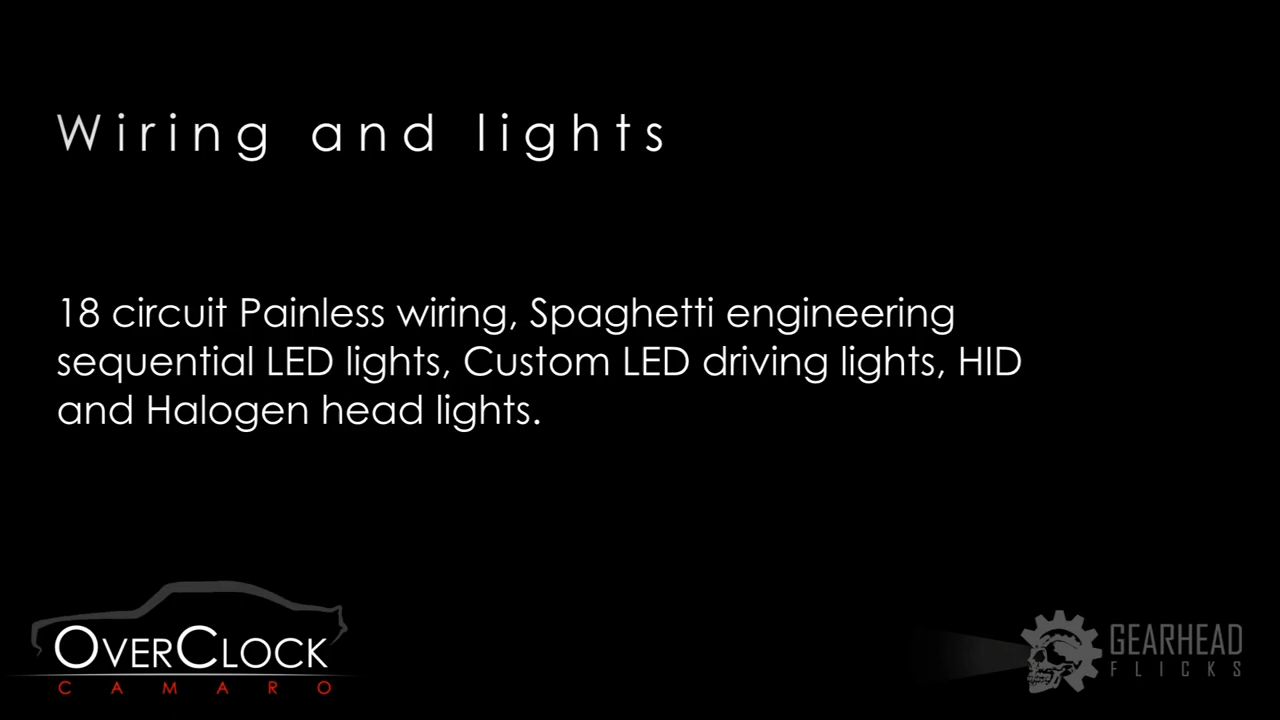 Wiring and lights
18 circuit Painless wiring, Spaghetti engineering
sequential LED lights, Custom LED driving lights, HID
and Halogen head lights.
OVERCLOCK
CAMARO
GEARHEAD
FLICKS